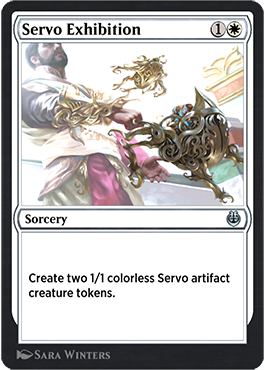 Servo Exhibition 1
Sorcery
Create two 1/1 colorless Servo artifact
creature tokens.
SARA WINTERS